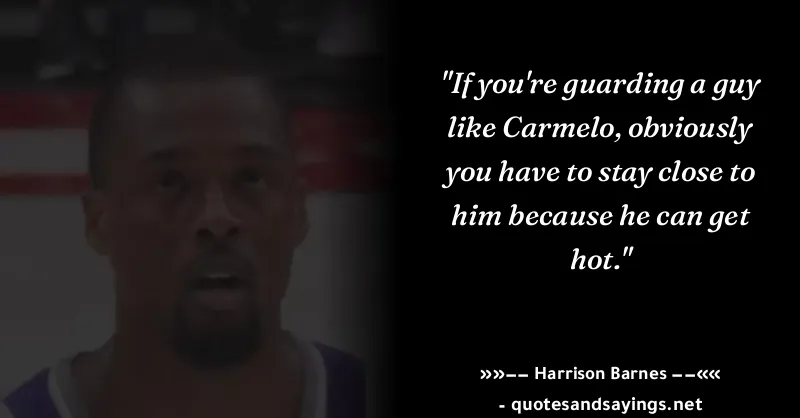 "If you're guarding a guy
like Carmelo, obviously
you have to stay close to
him because he can get
hot."
»»–– Harrison Barnes ––««
- quotesandsayings.net